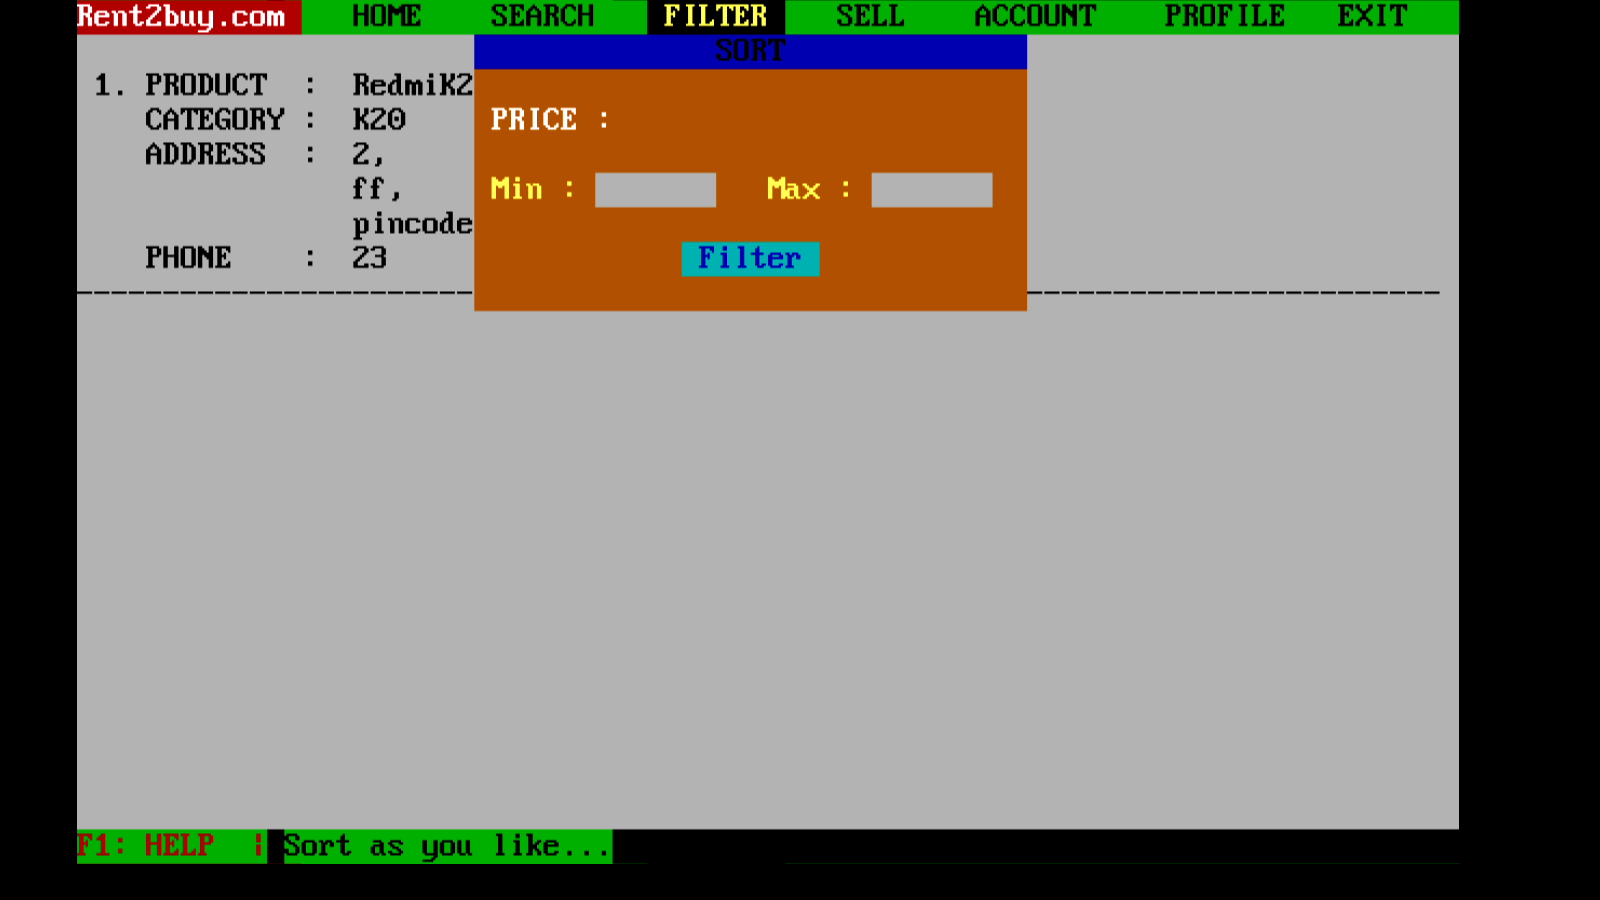 Rent2buy.com HOME SEARCH FILTER SELL ACCOUNT PROFILE EXIT
SORT
1. PRODUCT : RedmiK2
CATEGORY : K20
ADDRESS : 2,
ff,
pincode
PHONE : 23
PRICE :
Min : Max :
Filter
F1: HELP | Sort as you like...